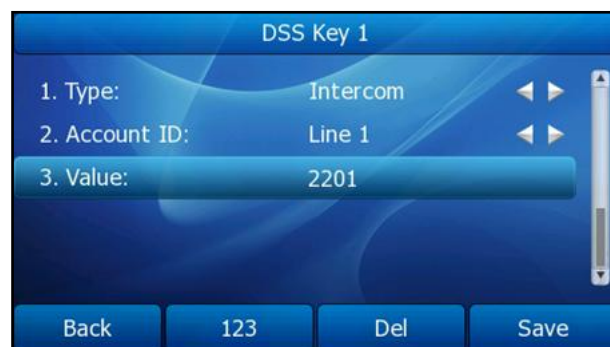 DSS Key 1
1. Type: Intercom
2. Account ID: Line 1
3. Value: 2201
Back 123 Del Save